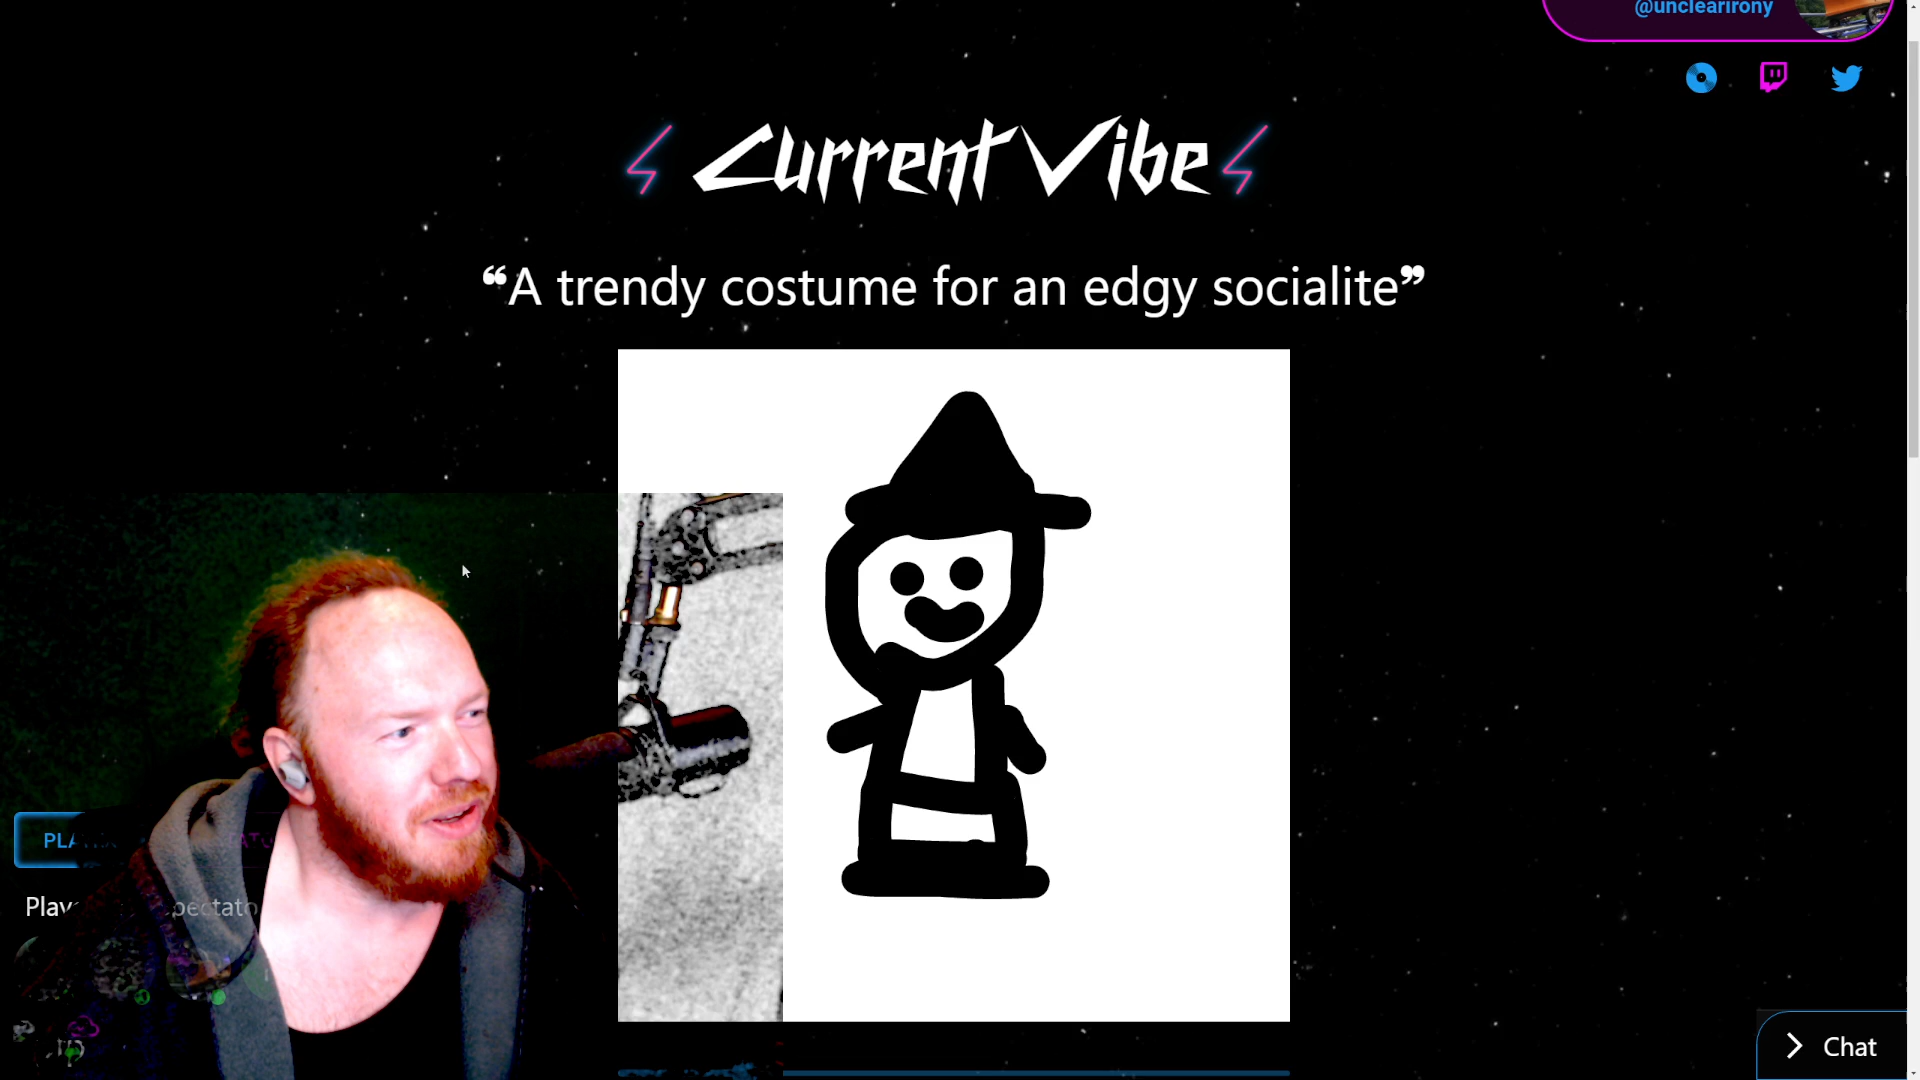 @unclearirony
Current Vibe
“A trendy costume for an edgy socialite”
Chat